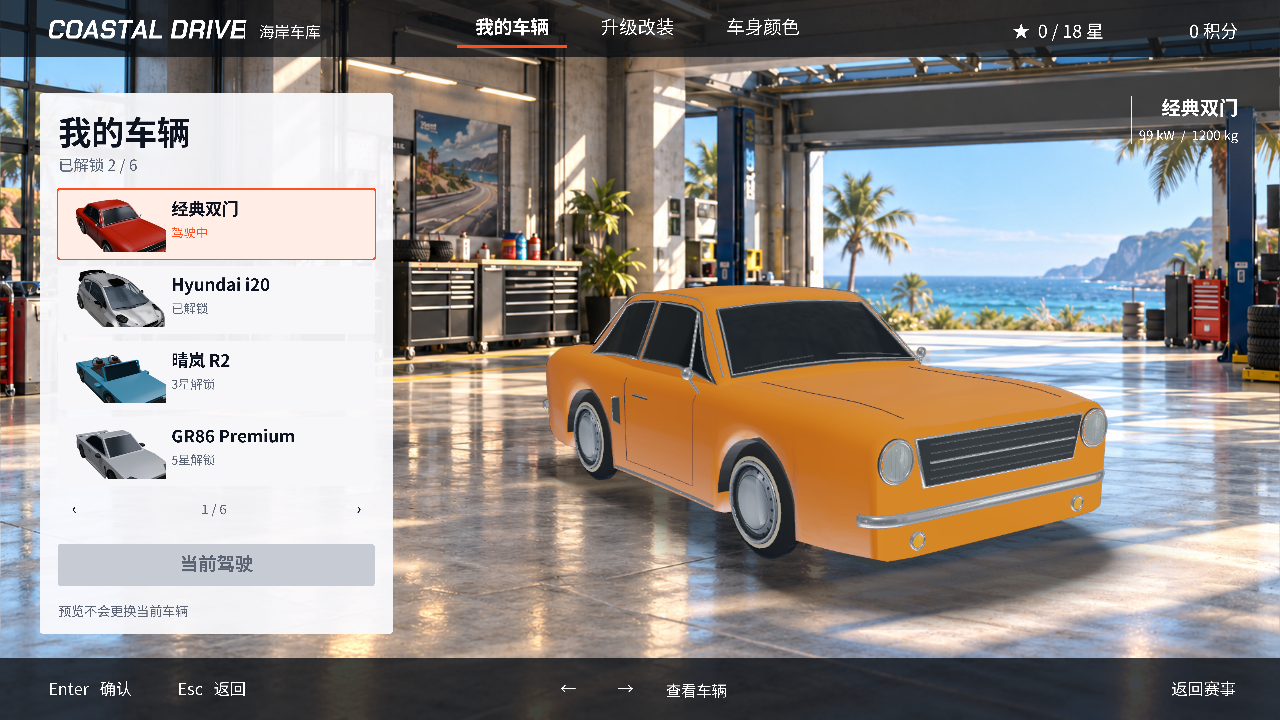 COASTAL DRIVE 海岸车库
我的车辆 升级改装 车身颜色
★ 0 / 18 星 0 积分
经典双门
99 kW / 1200 kg
我的车辆
已解锁 2 / 6
经典双门
驾驶中
Hyundai i20
已解锁
晴岚 R2
3星解锁
GR86 Premium
5星解锁
‹ 1 / 6 ›
当前驾驶
预览不会更换当前车辆
Enter 确认 Esc 返回 ← → 查看车辆 返回赛事